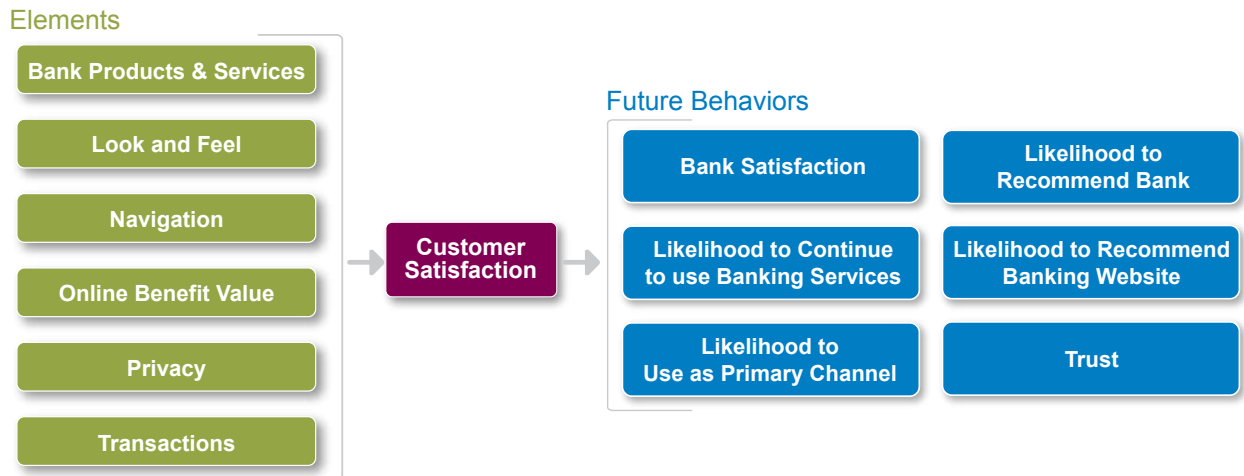 Elements
Bank Products & Services
Look and Feel
Navigation
Online Benefit Value
Privacy
Transactions
Customer
Satisfaction
Future Behaviors
Bank Satisfaction
Likelihood to
Recommend Bank
Likelihood to Continue
to use Banking Services
Likelihood to Recommend
Banking Website
Likelihood to
Use as Primary Channel
Trust